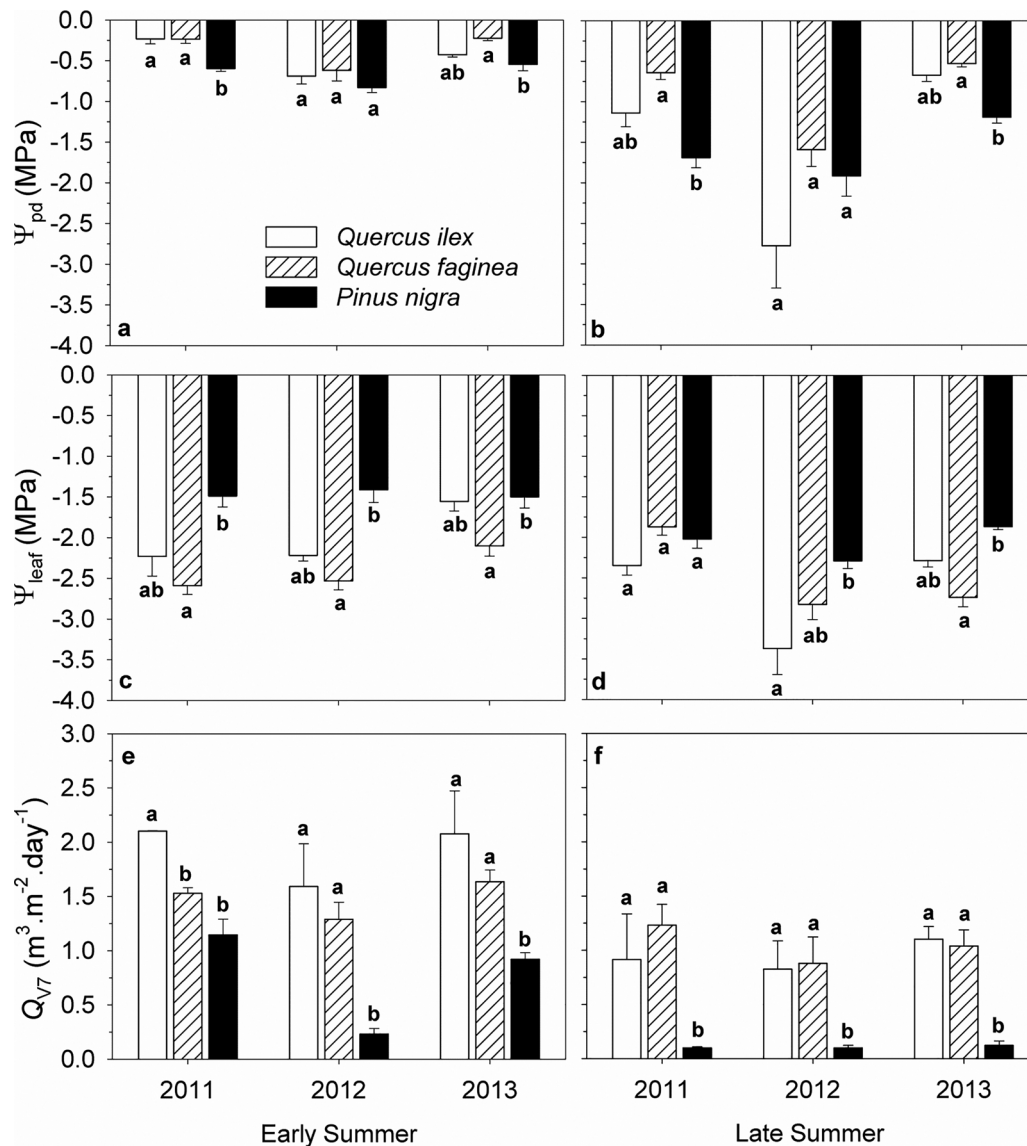 0.0
-0.5
-1.0
-1.5
-2.0
-2.5
-3.0
-3.5
-4.0
Ψpd (MPa)
a a b
a a a
ab a b
Quercus ilex
Quercus faginea
Pinus nigra
a
ab a b
a a a
ab a b
b
0.0
-0.5
-1.0
-1.5
-2.0
-2.5
-3.0
-3.5
-4.0
Ψleaf (MPa)
ab a b
ab a b
ab a b
c
a a a
a ab b
ab a b
d
3.0
2.5
2.0
1.5
1.0
0.5
0.0
QV7 (m³.m⁻².day⁻¹)
e
a b b
a a b
a a b
2011 2012 2013
Early Summer
f
a a b
a a b
a a b
2011 2012 2013
Late Summer